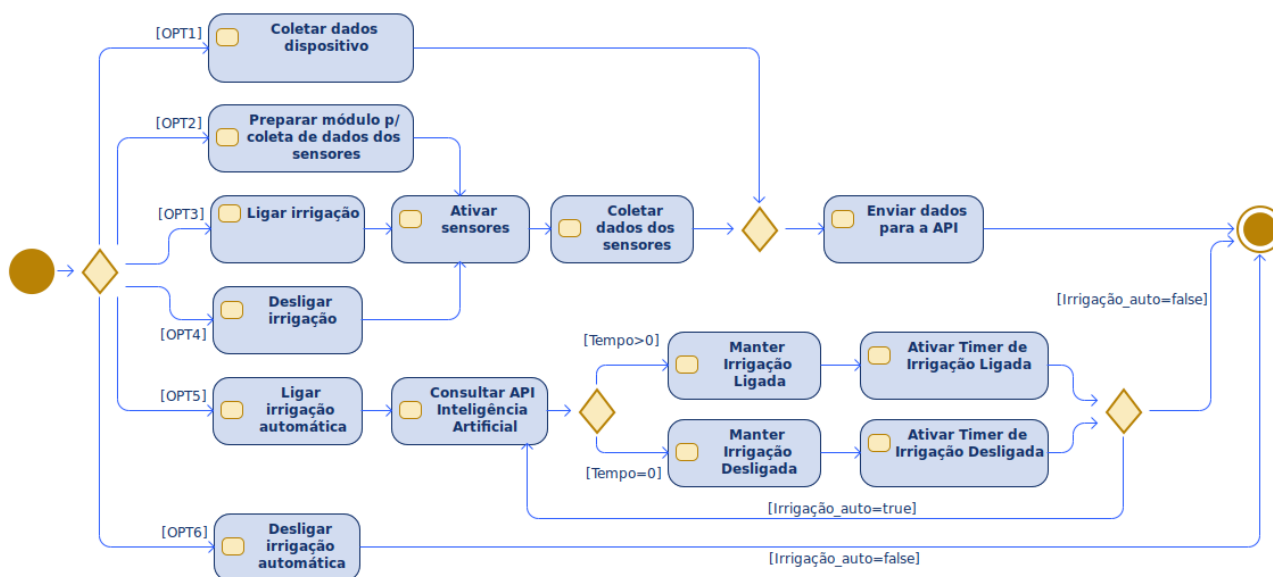 [OPT1]
Coletar dados
dispositivo
[OPT2]
Preparar módulo p/
coleta de dados dos
sensores
[OPT3]
Ligar irrigação
Ativar
sensores
Coletar
dados dos
sensores
Enviar dados
para a API
[OPT4]
Desligar
irrigação
[Irrigação_auto=false]
[OPT5]
Ligar
irrigação
automática
Consultar API
Inteligência
Artificial
[Tempo>0]
Manter
Irrigação
Ligada
Ativar Timer de
Irrigação Ligada
[Tempo=0]
Manter
Irrigação
Desligada
Ativar Timer de
Irrigação Desligada
[Irrigação_auto=true]
[OPT6]
Desligar
irrigação
automática
[Irrigação_auto=false]